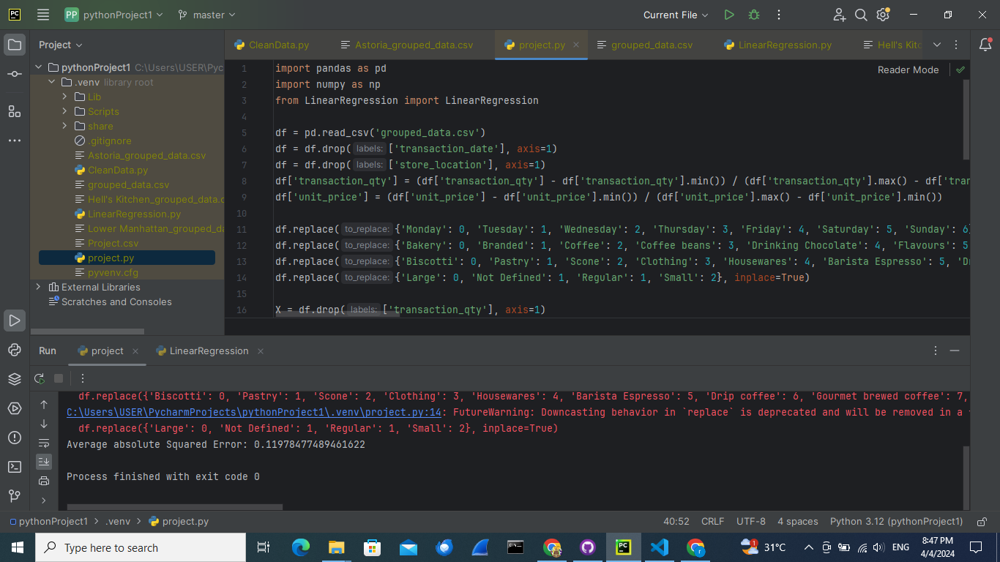 PC PP pythonProject1 master Current File
Project
CleanData.py Astoria_grouped_data.csv project.py grouped_data.csv LinearRegression.py Hell's Kitc
pythonProject1 C:\Users\USER\Pyc
.venv library root
Lib
Scripts
share
.gitignore
Astoria_grouped_data.csv
CleanData.py
grouped_data.csv
Hell's Kitchen_grouped_data.c
LinearRegression.py
Lower Manhattan_grouped_da
Project.csv
project.py
pyvenv.cfg
External Libraries
Scratches and Consoles
Reader Mode
1 import pandas as pd
2 import numpy as np
3 from LinearRegression import LinearRegression
4
5 df = pd.read_csv('grouped_data.csv')
6 df = df.drop( labels: ['transaction_date'], axis=1)
7 df = df.drop( labels: ['store_location'], axis=1)
8 df['transaction_qty'] = (df['transaction_qty'] - df['transaction_qty'].min()) / (df['transaction_qty'].max() - df['tran
9 df['unit_price'] = (df['unit_price'] - df['unit_price'].min()) / (df['unit_price'].max() - df['unit_price'].min())
10
11 df.replace( to_replace: {'Monday': 0, 'Tuesday': 1, 'Wednesday': 2, 'Thursday': 3, 'Friday': 4, 'Saturday': 5, 'Sunday': 6}
12 df.replace( to_replace: {'Bakery': 0, 'Branded': 1, 'Coffee': 2, 'Coffee beans': 3, 'Drinking Chocolate': 4, 'Flavours': 5
13 df.replace( to_replace: {'Biscotti': 0, 'Pastry': 1, 'Scone': 2, 'Clothing': 3, 'Housewares': 4, 'Barista Espresso': 5, 'Dr
14 df.replace( to_replace: {'Large': 0, 'Not Defined': 1, 'Regular': 1, 'Small': 2}, inplace=True)
15
16 X = df.drop( labels: ['transaction_qty'], axis=1)
Run project LinearRegression
df.replace({'Biscotti': 0, 'Pastry': 1, 'Scone': 2, 'Clothing': 3, 'Housewares': 4, 'Barista Espresso': 5, 'Drip coffee': 6, 'Gourmet brewed coffee': 7,
C:\Users\USER\PycharmProjects\pythonProject1\.venv\project.py:14: FutureWarning: Downcasting behavior in `replace` is deprecated and will be removed in a f
df.replace({'Large': 0, 'Not Defined': 1, 'Regular': 1, 'Small': 2}, inplace=True)
Average absolute Squared Error: 0.11978477489461622
Process finished with exit code 0
pythonProject1 > .venv > project.py 40:52 CRLF UTF-8 4 spaces Python 3.12 (pythonProject1)
Type here to search PC 1 31°C ENG 8:47 PM
4/4/2024